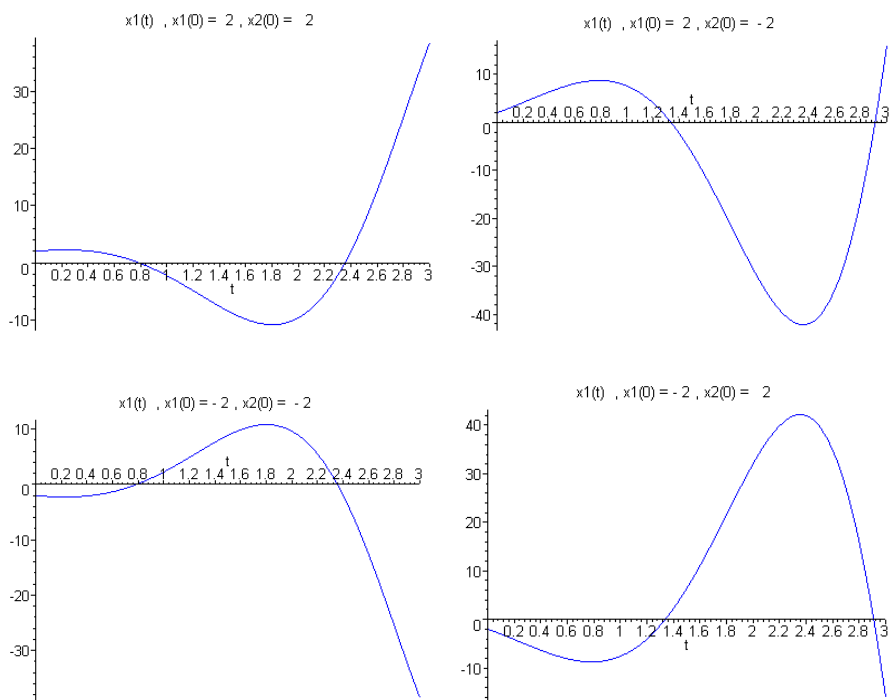 x1(t) , x1(0) = 2 , x2(0) = 2
30
20
10
0
-10
0.2 0.4 0.6 0.8 1 1.2 1.4 1.6 1.8 2 2.2 2.4 2.6 2.8 3
t
x1(t) , x1(0) = 2 , x2(0) = - 2
10
0
-10
-20
-30
-40
t
0.2 0.4 0.6 0.8 1 1.2 1.4 1.6 1.8 2 2.2 2.4 2.6 2.8 3
x1(t) , x1(0) = - 2 , x2(0) = - 2
10
0
-10
-20
-30
t
0.2 0.4 0.6 0.8 1 1.2 1.4 1.6 1.8 2 2.2 2.4 2.6 2.8 3
x1(t) , x1(0) = - 2 , x2(0) = 2
40
30
20
10
0
-10
0.2 0.4 0.6 0.8 1 1.2 1.4 1.6 1.8 2 2.2 2.4 2.6 2.8 3
t